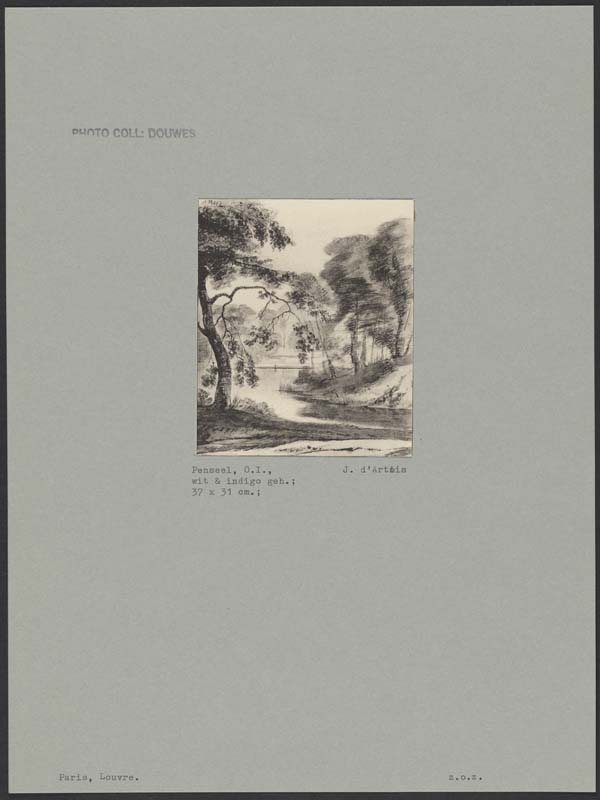 PHOTO COLL: DOUWES
Penseel, O.I., J. d'Artois
wit & indigo geh.;
37 x 31 cm.;
Paris, Louvre. z.o.z.